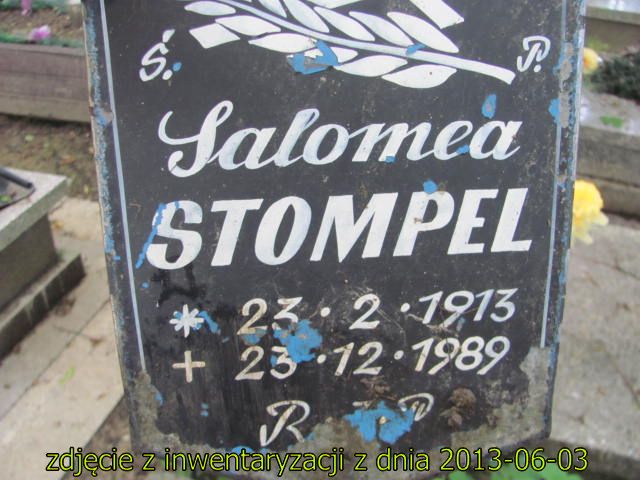 Ś. P.
Salomea
STOMPEL
* 23 · 2 · 1913
+ 23 · 12 · 1989
R I P
zdjęcie z inwentaryzacji z dnia 2013-06-03